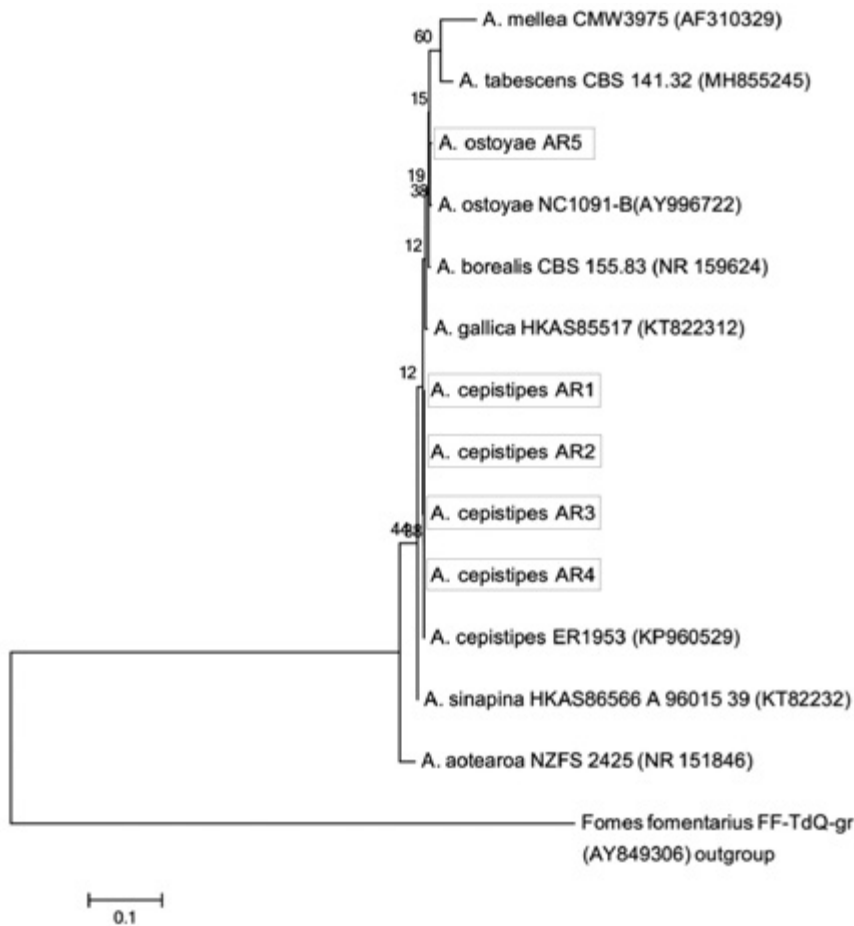 60
A. mellea CMW3975 (AF310329)
A. tabescens CBS 141.32 (MH855245)
15
A. ostoyae AR5
19
38
A. ostoyae NC1091-B(AY996722)
12
A. borealis CBS 155.83 (NR 159624)
A. gallica HKAS85517 (KT822312)
12
A. cepistipes AR1
A. cepistipes AR2
A. cepistipes AR3
44
A. cepistipes AR4
A. cepistipes ER1953 (KP960529)
A. sinapina HKAS86566 A 96015 39 (KT82232)
A. aotearoa NZFS 2425 (NR 151846)
Fomes fomentarius FF-TdQ-gr
(AY849306) outgroup
0.1